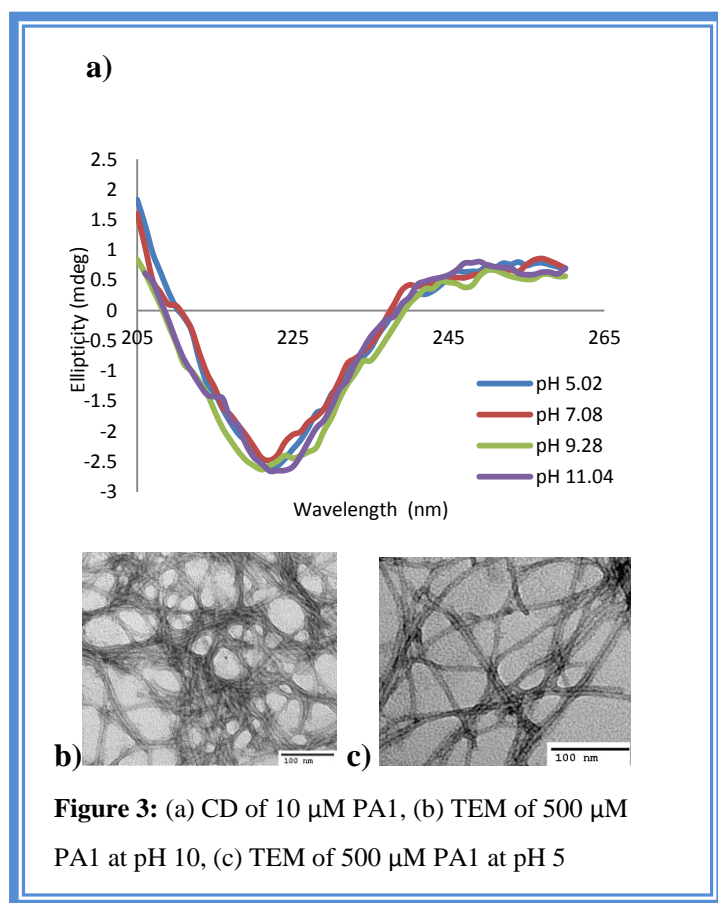 a)
2.5
2
1.5
1
0.5
0
-0.5
-1
-1.5
-2
-2.5
-3
205
225
245
265
Ellipticity (mdeg)
Wavelength (nm)
pH 5.02
pH 7.08
pH 9.28
pH 11.04
b)
100 nm
c)
100 nm
Figure 3: (a) CD of 10 μM PA1, (b) TEM of 500 μM
PA1 at pH 10, (c) TEM of 500 μM PA1 at pH 5